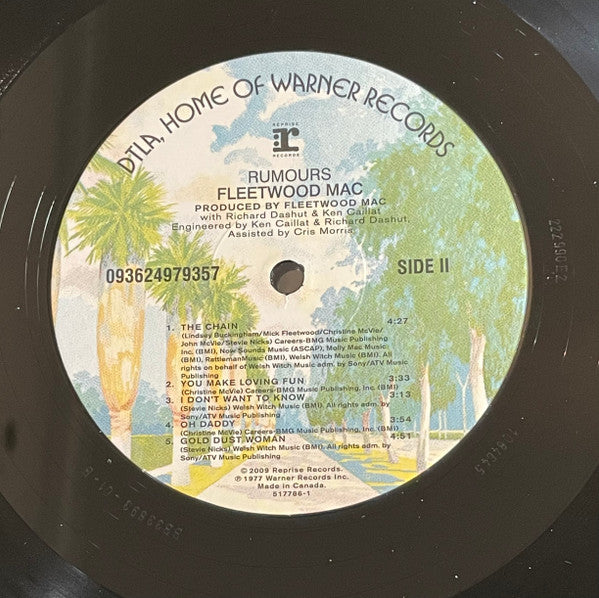 DTLA, HOME OF WARNER RECORDS
REPRISE
r
RECORDS
RUMOURS
FLEETWOOD MAC
PRODUCED BY FLEETWOOD MAC
with Richard Dashut & Ken Caillat
Engineered by Ken Caillat & Richard Dashut,
Assisted by Cris Morris
093624979357
SIDE II
1. THE CHAIN 4:27
(Lindsey Buckingham/Mick Fleetwood/Christine McVie/
John McVie/Stevie Nicks) Careers-BMG Music Publishing
Inc. (BMI), Now Sounds Music (ASCAP), Molly Mac Music
(BMI), RattlemanMusic (BMI), Welsh Witch Music (BMI). All
rights on behalf of Welsh Witch adm. by Sony/ATV Music
Publishing
2. YOU MAKE LOVING FUN 3:33
(Christine McVie) Careers-BMG Music Publishing, Inc. (BMI)
3. I DON'T WANT TO KNOW 3:13
(Stevie Nicks) Welsh Witch Music (BMI). All rights adm. by
Sony/ATV Music Publishing
4. OH DADDY 3:54
(Christine McVie) Careers-BMG Music Publishing, Inc. (BMI)
5. GOLD DUST WOMAN 4:51
(Stevie Nicks) Welsh Witch Music (BMI). All rights adm. by
Sony/ATV Music Publishing
© 2009 Reprise Records.
℗ 1977 Warner Records Inc.
Made in Canada.
517786-1